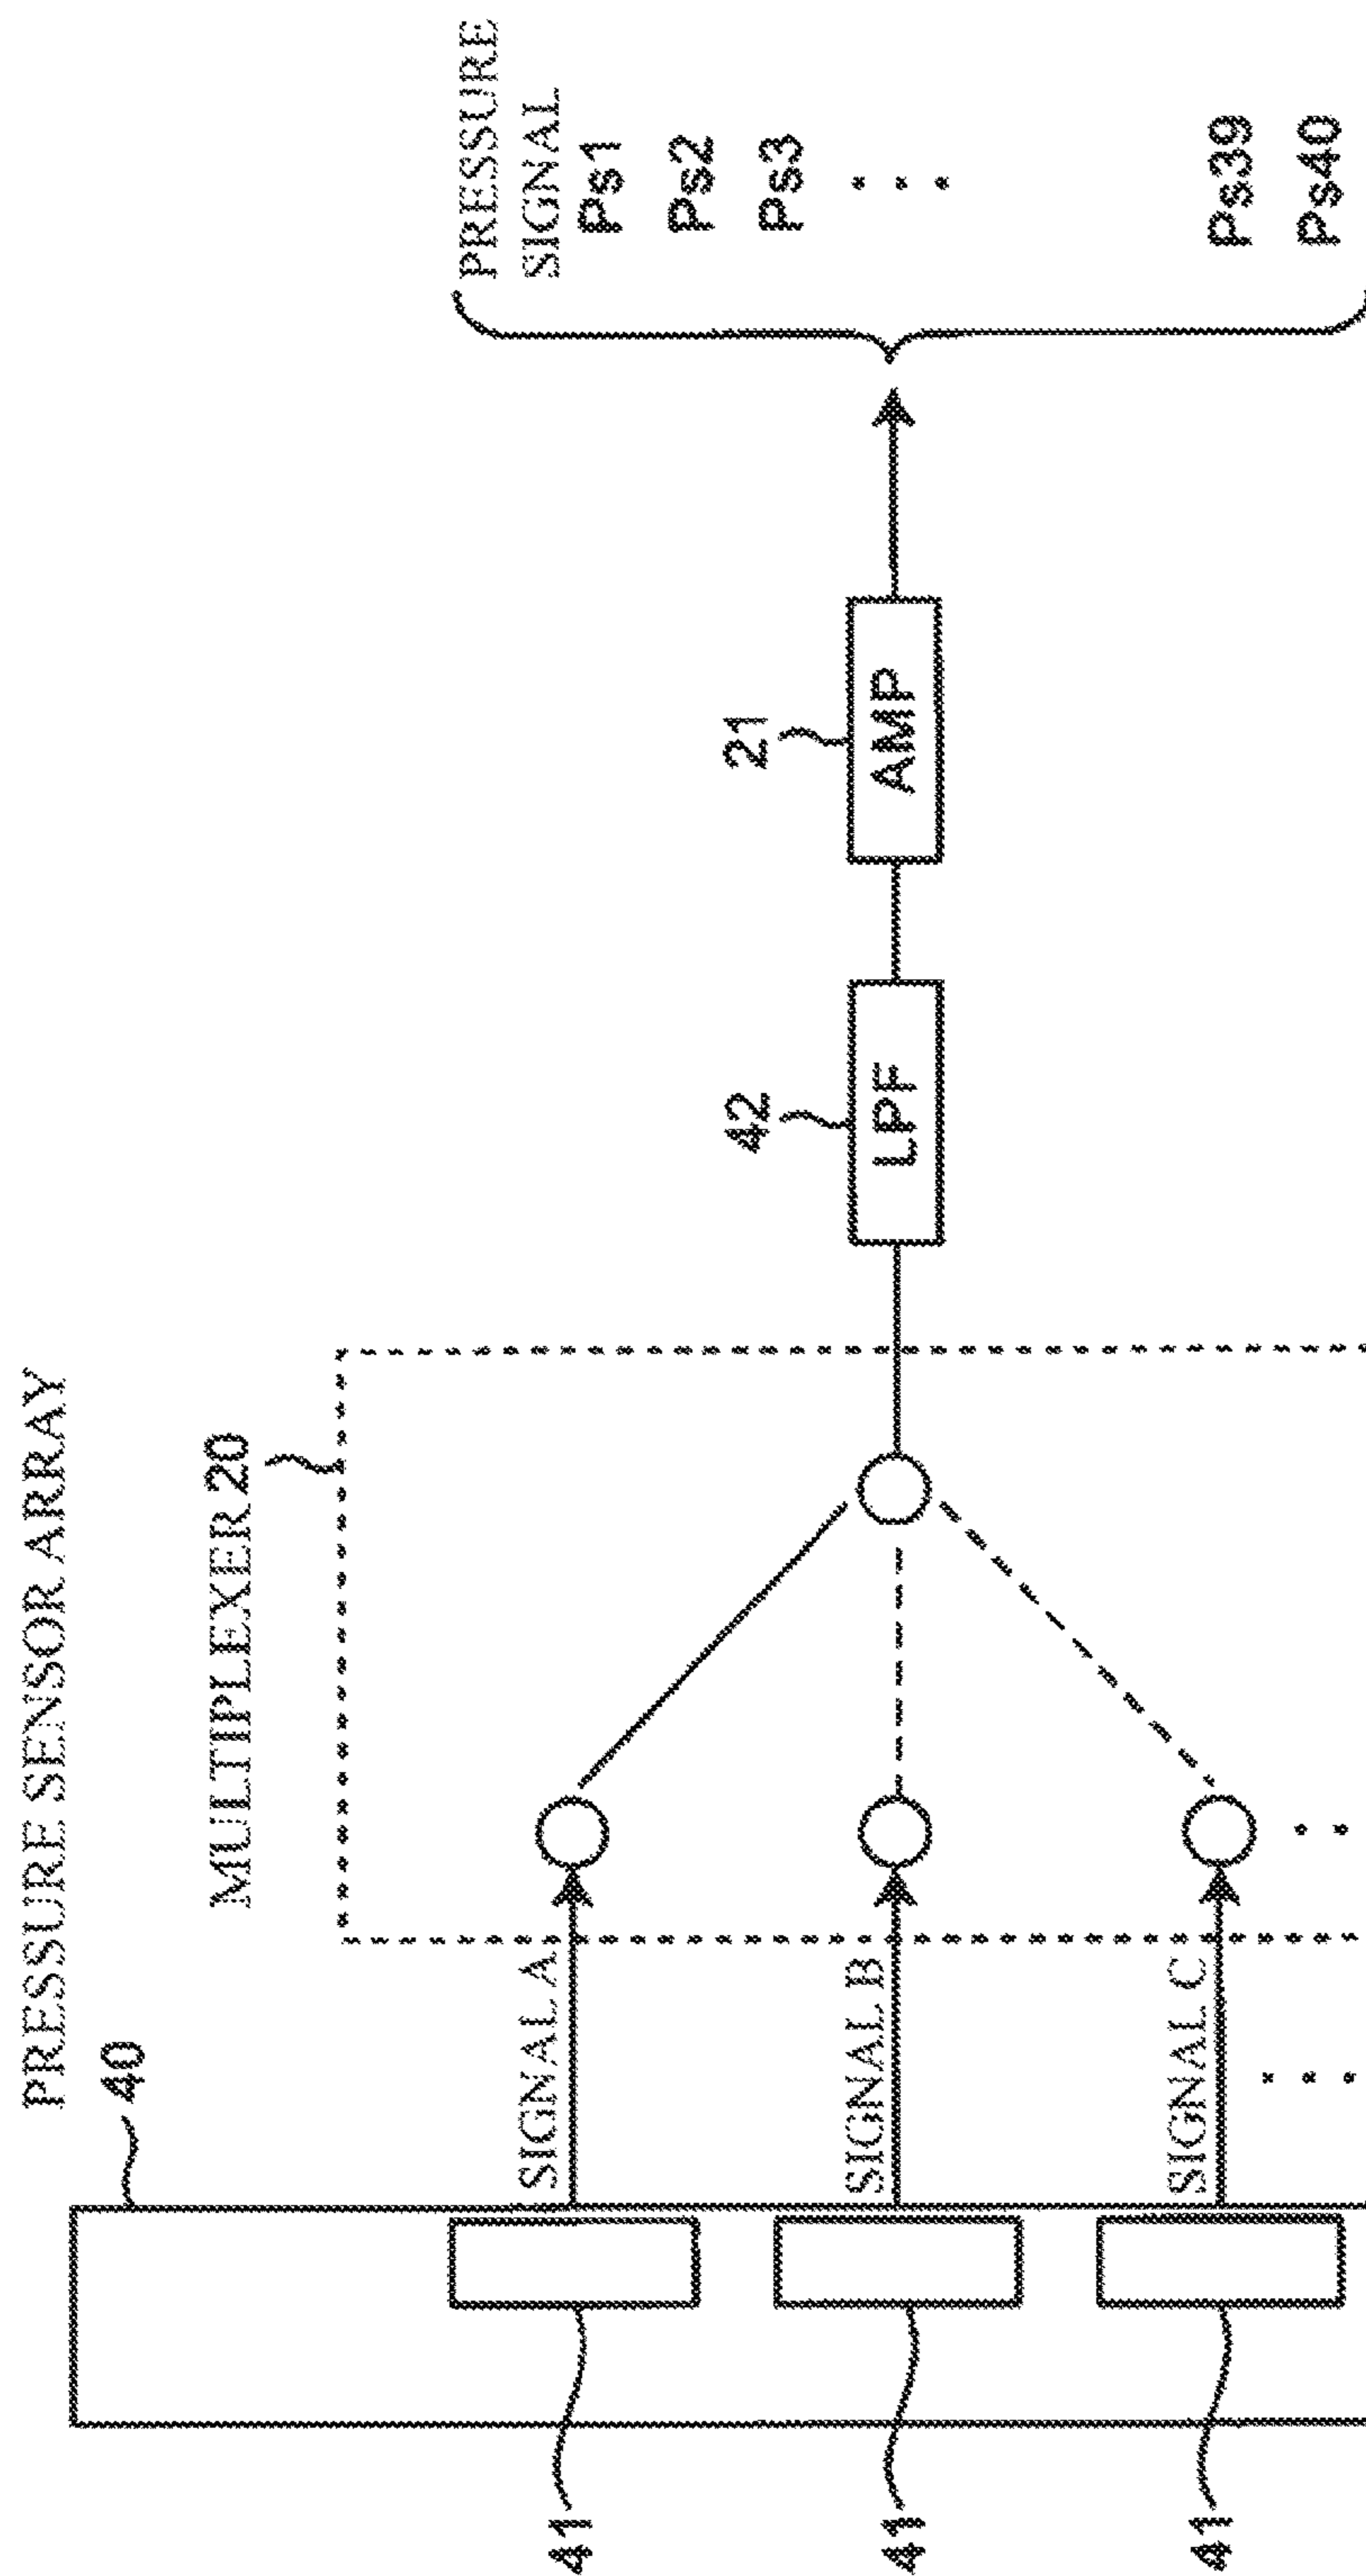 PRESSURE SENSOR ARRAY
40
MULTIPLEXER 20
41
SIGNAL A
41
SIGNAL B
41
SIGNAL C
42
LPF
21
AMP
PRESSURE
SIGNAL
Ps1
Ps2
Ps3
Ps39
Ps40